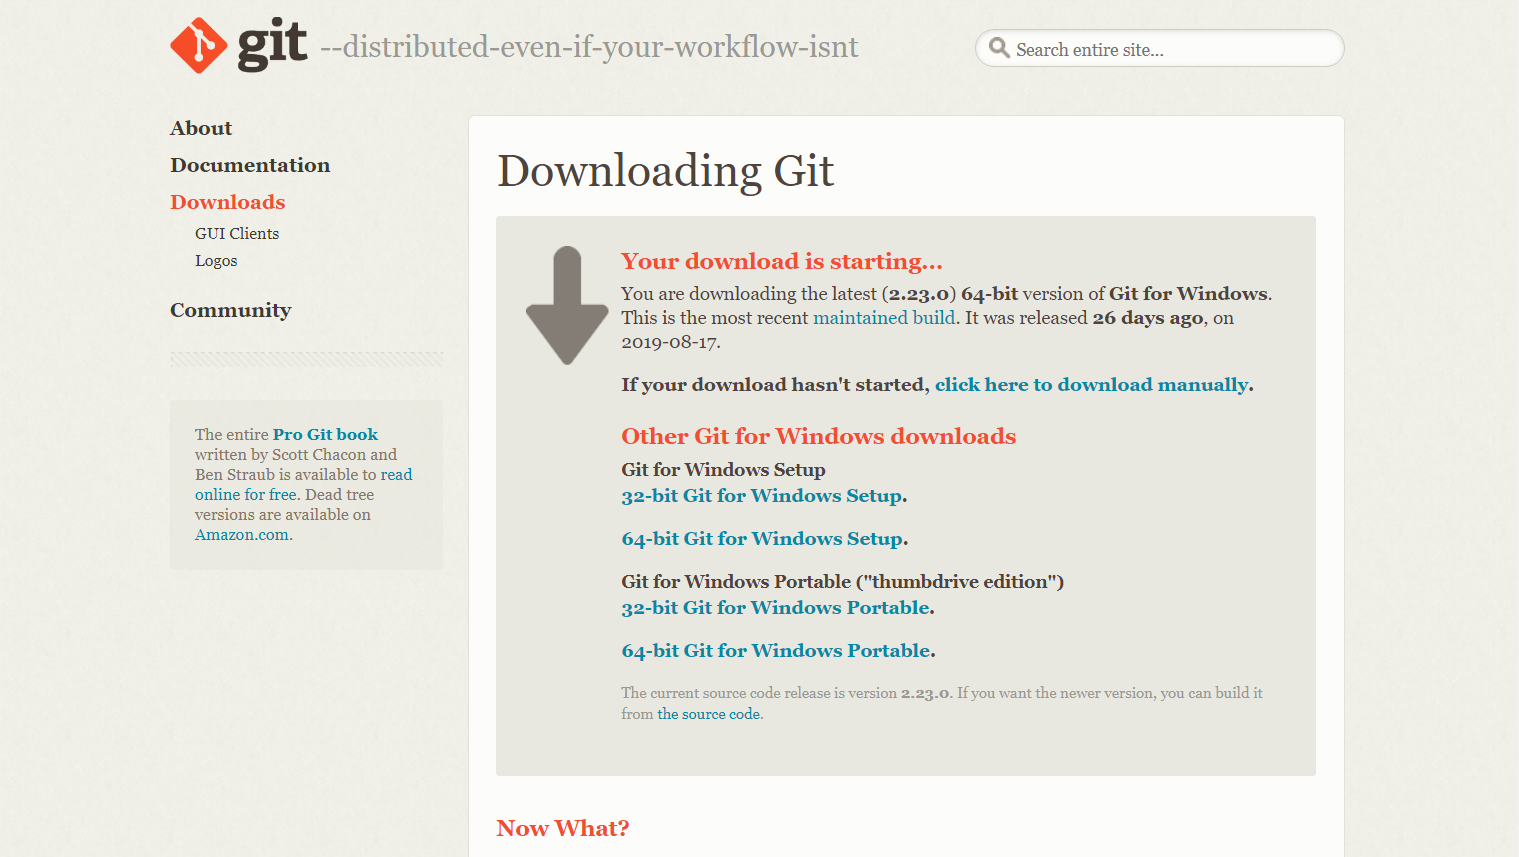 git --distributed-even-if-your-workflow-isnt
Search entire site...
About
Documentation
Downloads
GUI Clients
Logos
Community
The entire Pro Git book
written by Scott Chacon and
Ben Straub is available to read
online for free. Dead tree
versions are available on
Amazon.com.
Downloading Git
Your download is starting...
You are downloading the latest (2.23.0) 64-bit version of Git for Windows.
This is the most recent maintained build. It was released 26 days ago, on
2019-08-17.
If your download hasn't started, click here to download manually.
Other Git for Windows downloads
Git for Windows Setup
32-bit Git for Windows Setup.
64-bit Git for Windows Setup.
Git for Windows Portable ("thumbdrive edition")
32-bit Git for Windows Portable.
64-bit Git for Windows Portable.
The current source code release is version 2.23.0. If you want the newer version, you can build it
from the source code.
Now What?